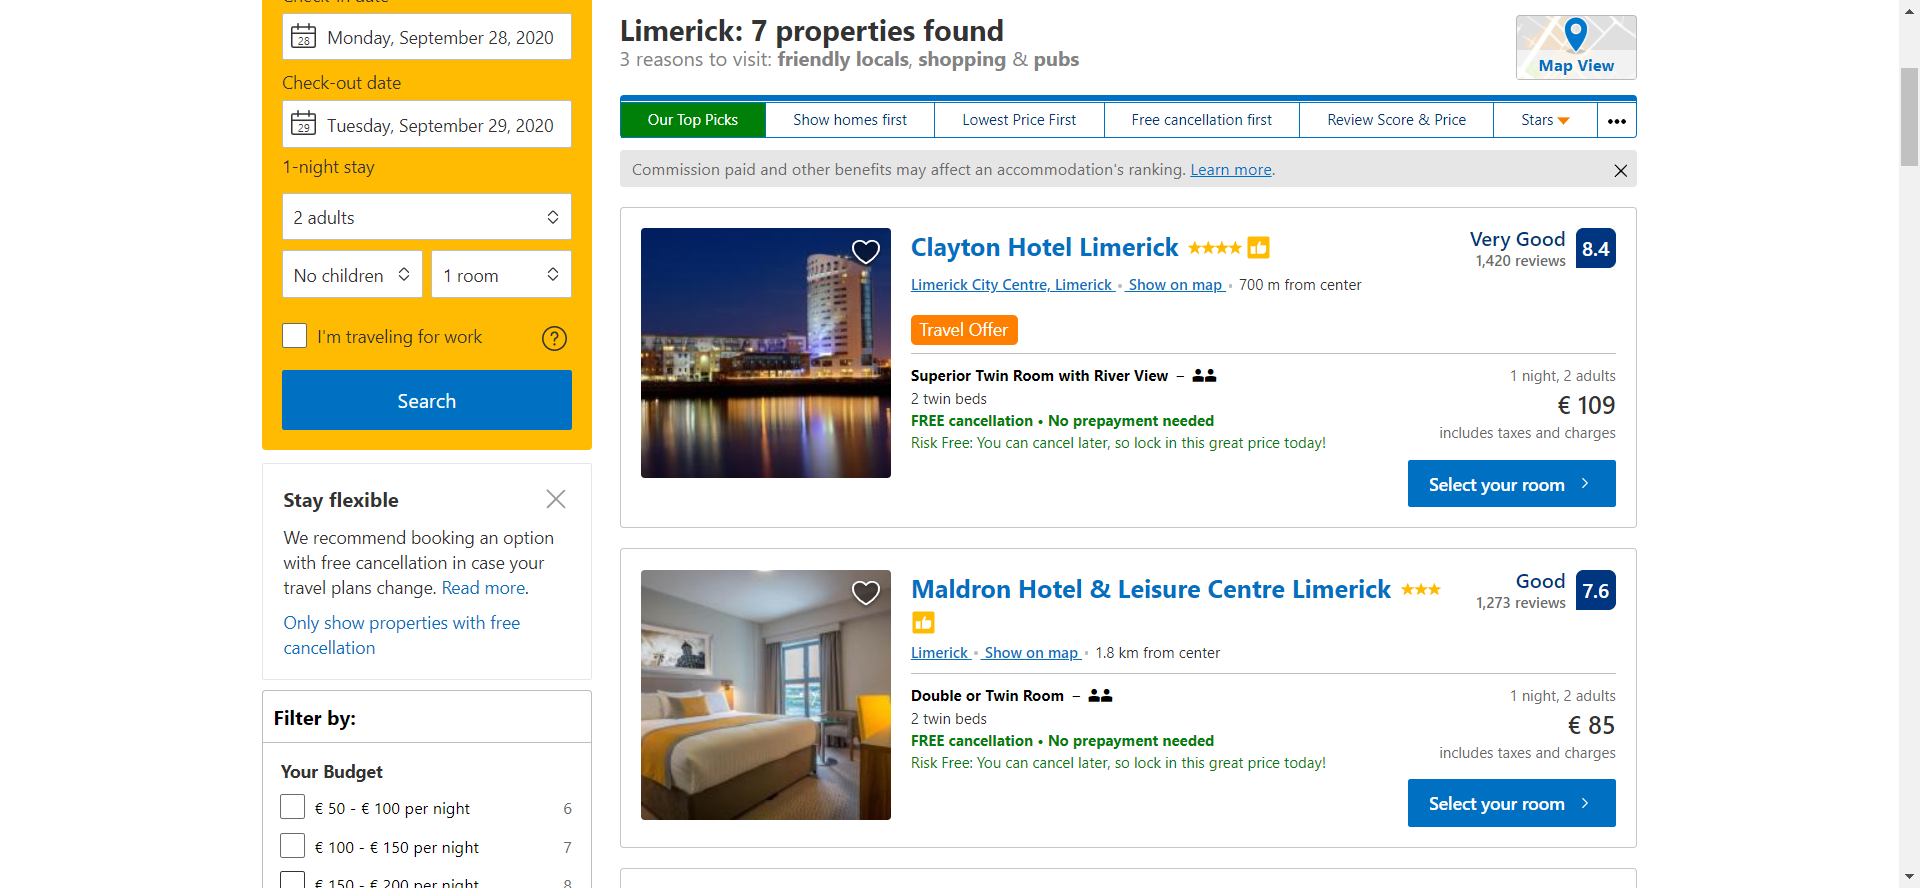 Check-in date
28
Monday, September 28, 2020
Check-out date
29
Tuesday, September 29, 2020
1-night stay
2 adults
No children
1 room
I'm traveling for work
?
Search
Stay flexible
We recommend booking an option
with free cancellation in case your
travel plans change. Read more.
Only show properties with free
cancellation
Filter by:
Your Budget
€ 50 - € 100 per night 6
€ 100 - € 150 per night 7
€ 150 - € 200 per night 8
Limerick: 7 properties found
3 reasons to visit: friendly locals, shopping & pubs
Map View
Our Top Picks
Show homes first
Lowest Price First
Free cancellation first
Review Score & Price
Stars
Commission paid and other benefits may affect an accommodation's ranking. Learn more.
Clayton Hotel Limerick
Very Good
1,420 reviews
8.4
Limerick City Centre, Limerick • Show on map • 700 m from center
Travel Offer
Superior Twin Room with River View –
2 twin beds
FREE cancellation • No prepayment needed
Risk Free: You can cancel later, so lock in this great price today!
1 night, 2 adults
€ 109
includes taxes and charges
Select your room
Maldron Hotel & Leisure Centre Limerick
Good
1,273 reviews
7.6
Limerick • Show on map • 1.8 km from center
Double or Twin Room –
2 twin beds
FREE cancellation • No prepayment needed
Risk Free: You can cancel later, so lock in this great price today!
1 night, 2 adults
€ 85
includes taxes and charges
Select your room